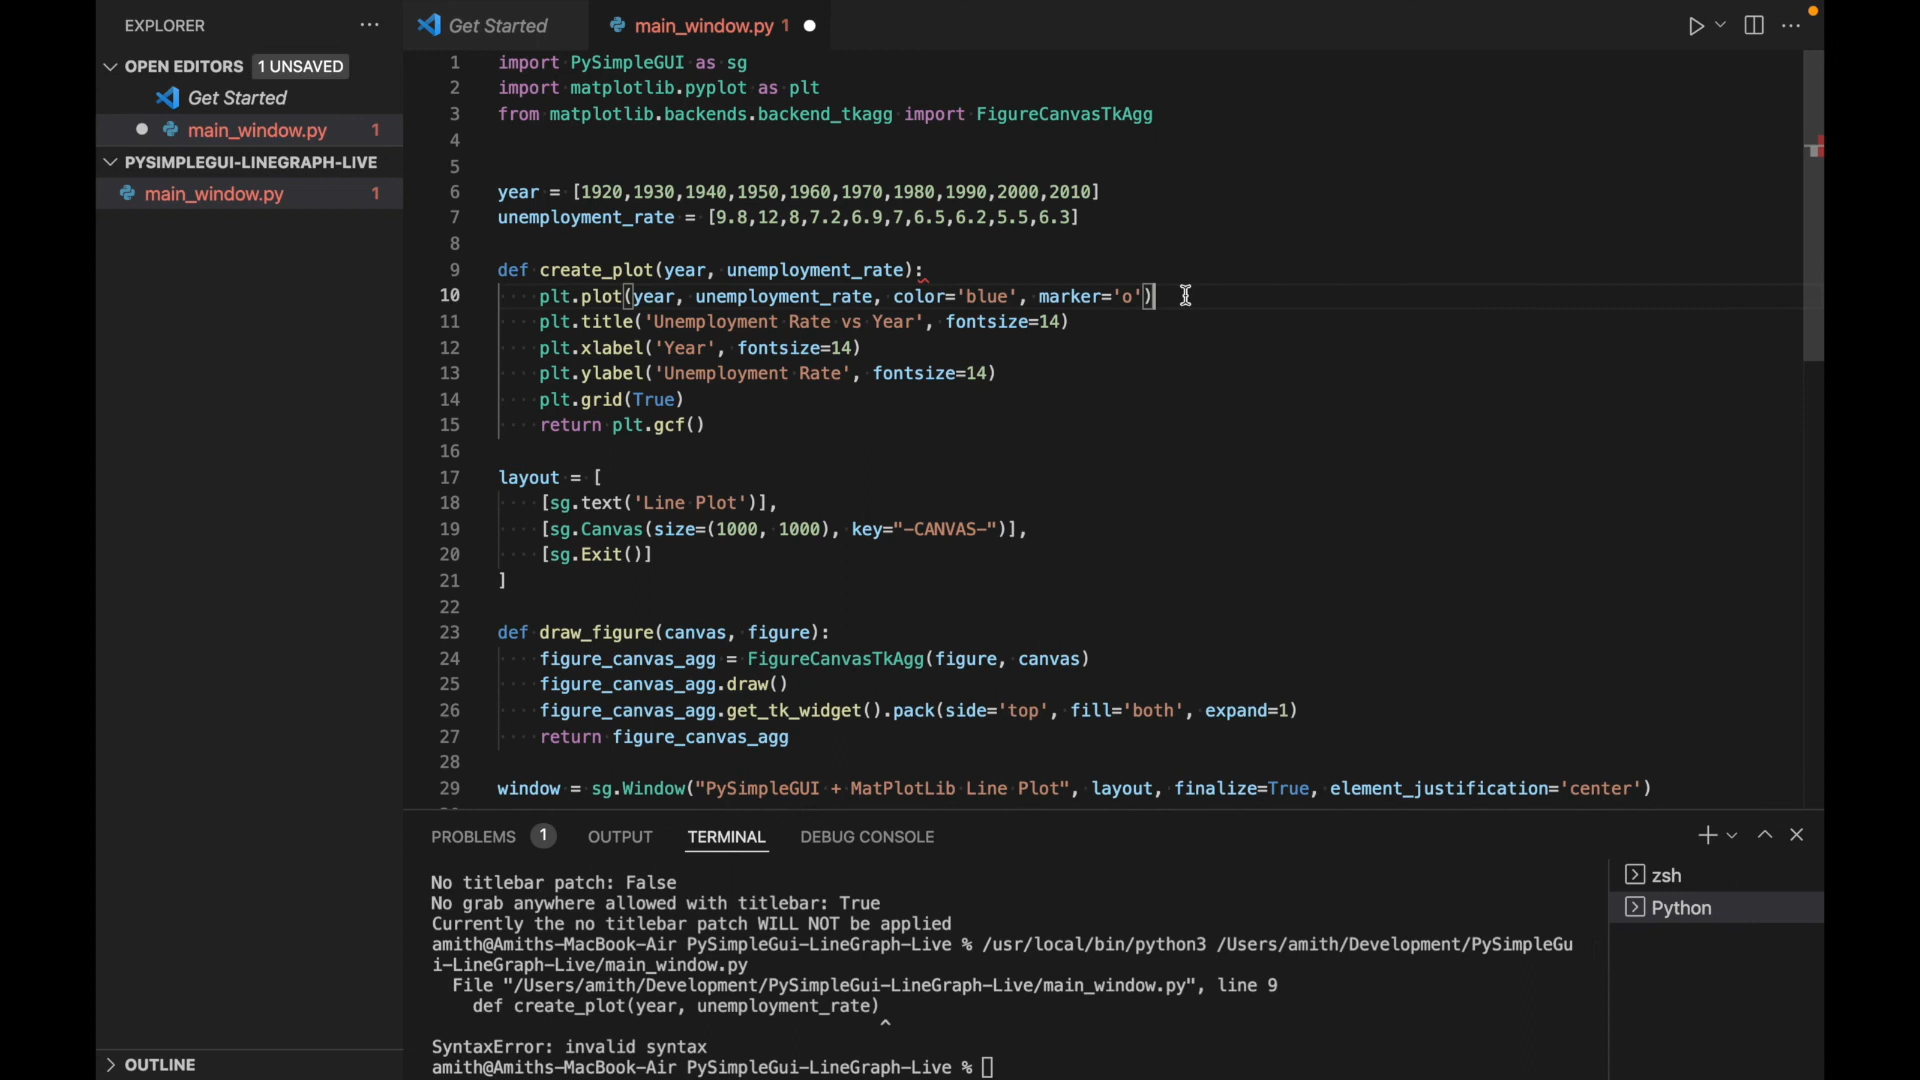 EXPLORER
OPEN EDITORS 1 UNSAVED
Get Started
main_window.py 1
PYSIMPLEGUI-LINEGRAPH-LIVE
main_window.py 1
OUTLINE
Get Started main_window.py 1
1 import PySimpleGUI as sg
2 import matplotlib.pyplot as plt
3 from matplotlib.backends.backend_tkagg import FigureCanvasTkAgg
4
5
6 year = [1920,1930,1940,1950,1960,1970,1980,1990,2000,2010]
7 unemployment_rate = [9.8,12,8,7.2,6.9,7,6.5,6.2,5.5,6.3]
8
9 def create_plot(year, unemployment_rate):
10 plt.plot(year, unemployment_rate, color='blue', marker='o')
11 plt.title('Unemployment Rate vs Year', fontsize=14)
12 plt.xlabel('Year', fontsize=14)
13 plt.ylabel('Unemployment Rate', fontsize=14)
14 plt.grid(True)
15 return plt.gcf()
16
17 layout = [
18 [sg.text('Line Plot')],
19 [sg.Canvas(size=(1000, 1000), key="-CANVAS-")],
20 [sg.Exit()]
21 ]
22
23 def draw_figure(canvas, figure):
24 figure_canvas_agg = FigureCanvasTkAgg(figure, canvas)
25 figure_canvas_agg.draw()
26 figure_canvas_agg.get_tk_widget().pack(side='top', fill='both', expand=1)
27 return figure_canvas_agg
28
29 window = sg.Window("PySimpleGUI + MatPlotLib Line Plot", layout, finalize=True, element_justification='center')
PROBLEMS 1 OUTPUT TERMINAL DEBUG CONSOLE
No titlebar patch: False
No grab anywhere allowed with titlebar: True
Currently the no titlebar patch WILL NOT be applied
amith@Amiths-MacBook-Air PySimpleGui-LineGraph-Live % /usr/local/bin/python3 /Users/amith/Development/PySimpleGu
i-LineGraph-Live/main_window.py
File "/Users/amith/Development/PySimpleGui-LineGraph-Live/main_window.py", line 9
def create_plot(year, unemployment_rate)
^
SyntaxError: invalid syntax
amith@Amiths-MacBook-Air PySimpleGui-LineGraph-Live %
zsh
Python